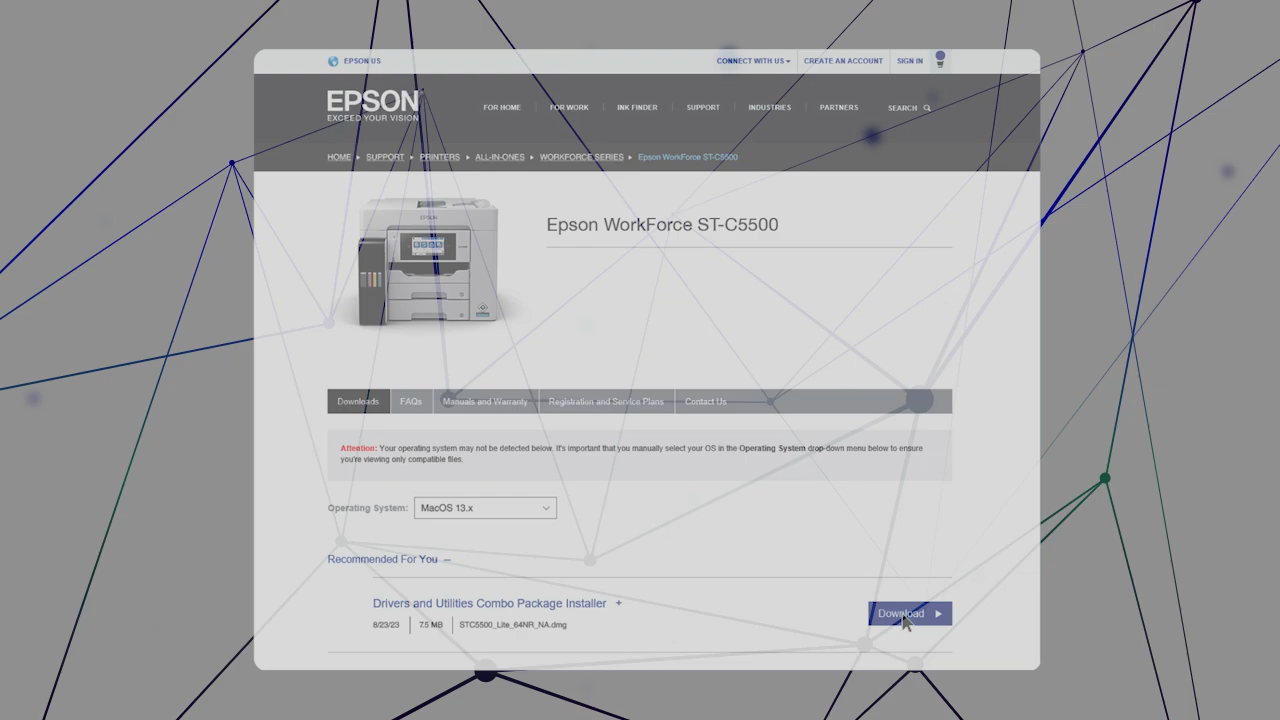 EPSON US
CONNECT WITH US CREATE AN ACCOUNT SIGN IN
EPSON
EXCEED YOUR VISION
FOR HOME FOR WORK INK FINDER SUPPORT INDUSTRIES PARTNERS SEARCH
HOME SUPPORT PRINTERS ALL-IN-ONES WORKFORCE SERIES Epson WorkForce ST-C5500
EPSON
Epson WorkForce ST-C5500
Downloads FAQs Manuals and Warranty Registration and Service Plans Contact Us
Attention: Your operating system may not be detected below. It's important that you manually select your OS in the Operating System drop-down menu below to ensure
you're viewing only compatible files.
Operating System: MacOS 13.x
Recommended For You –
Drivers and Utilities Combo Package Installer +
Download
8/23/23 7.5 MB STC5500_Lite_64NR_NA.dmg